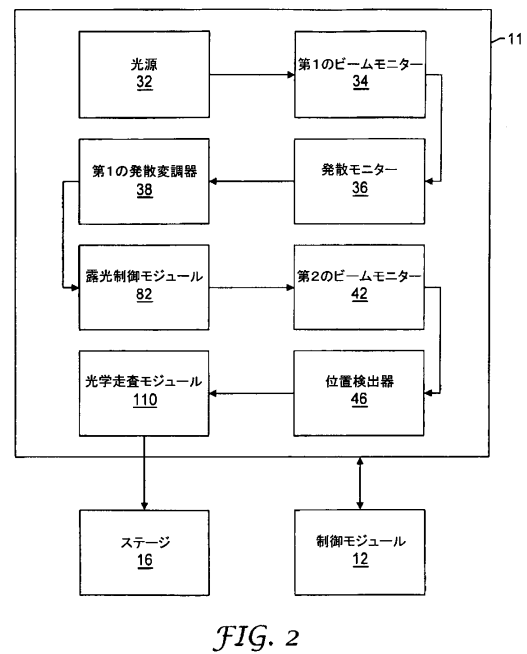 11
光源
32
第1のビームモニター
34
第1の発散変調器
38
発散モニター
36
露光制御モジュール
82
第2のビームモニター
42
光学走査モジュール
110
位置検出器
46
ステージ
16
制御モジュール
12
FIG. 2